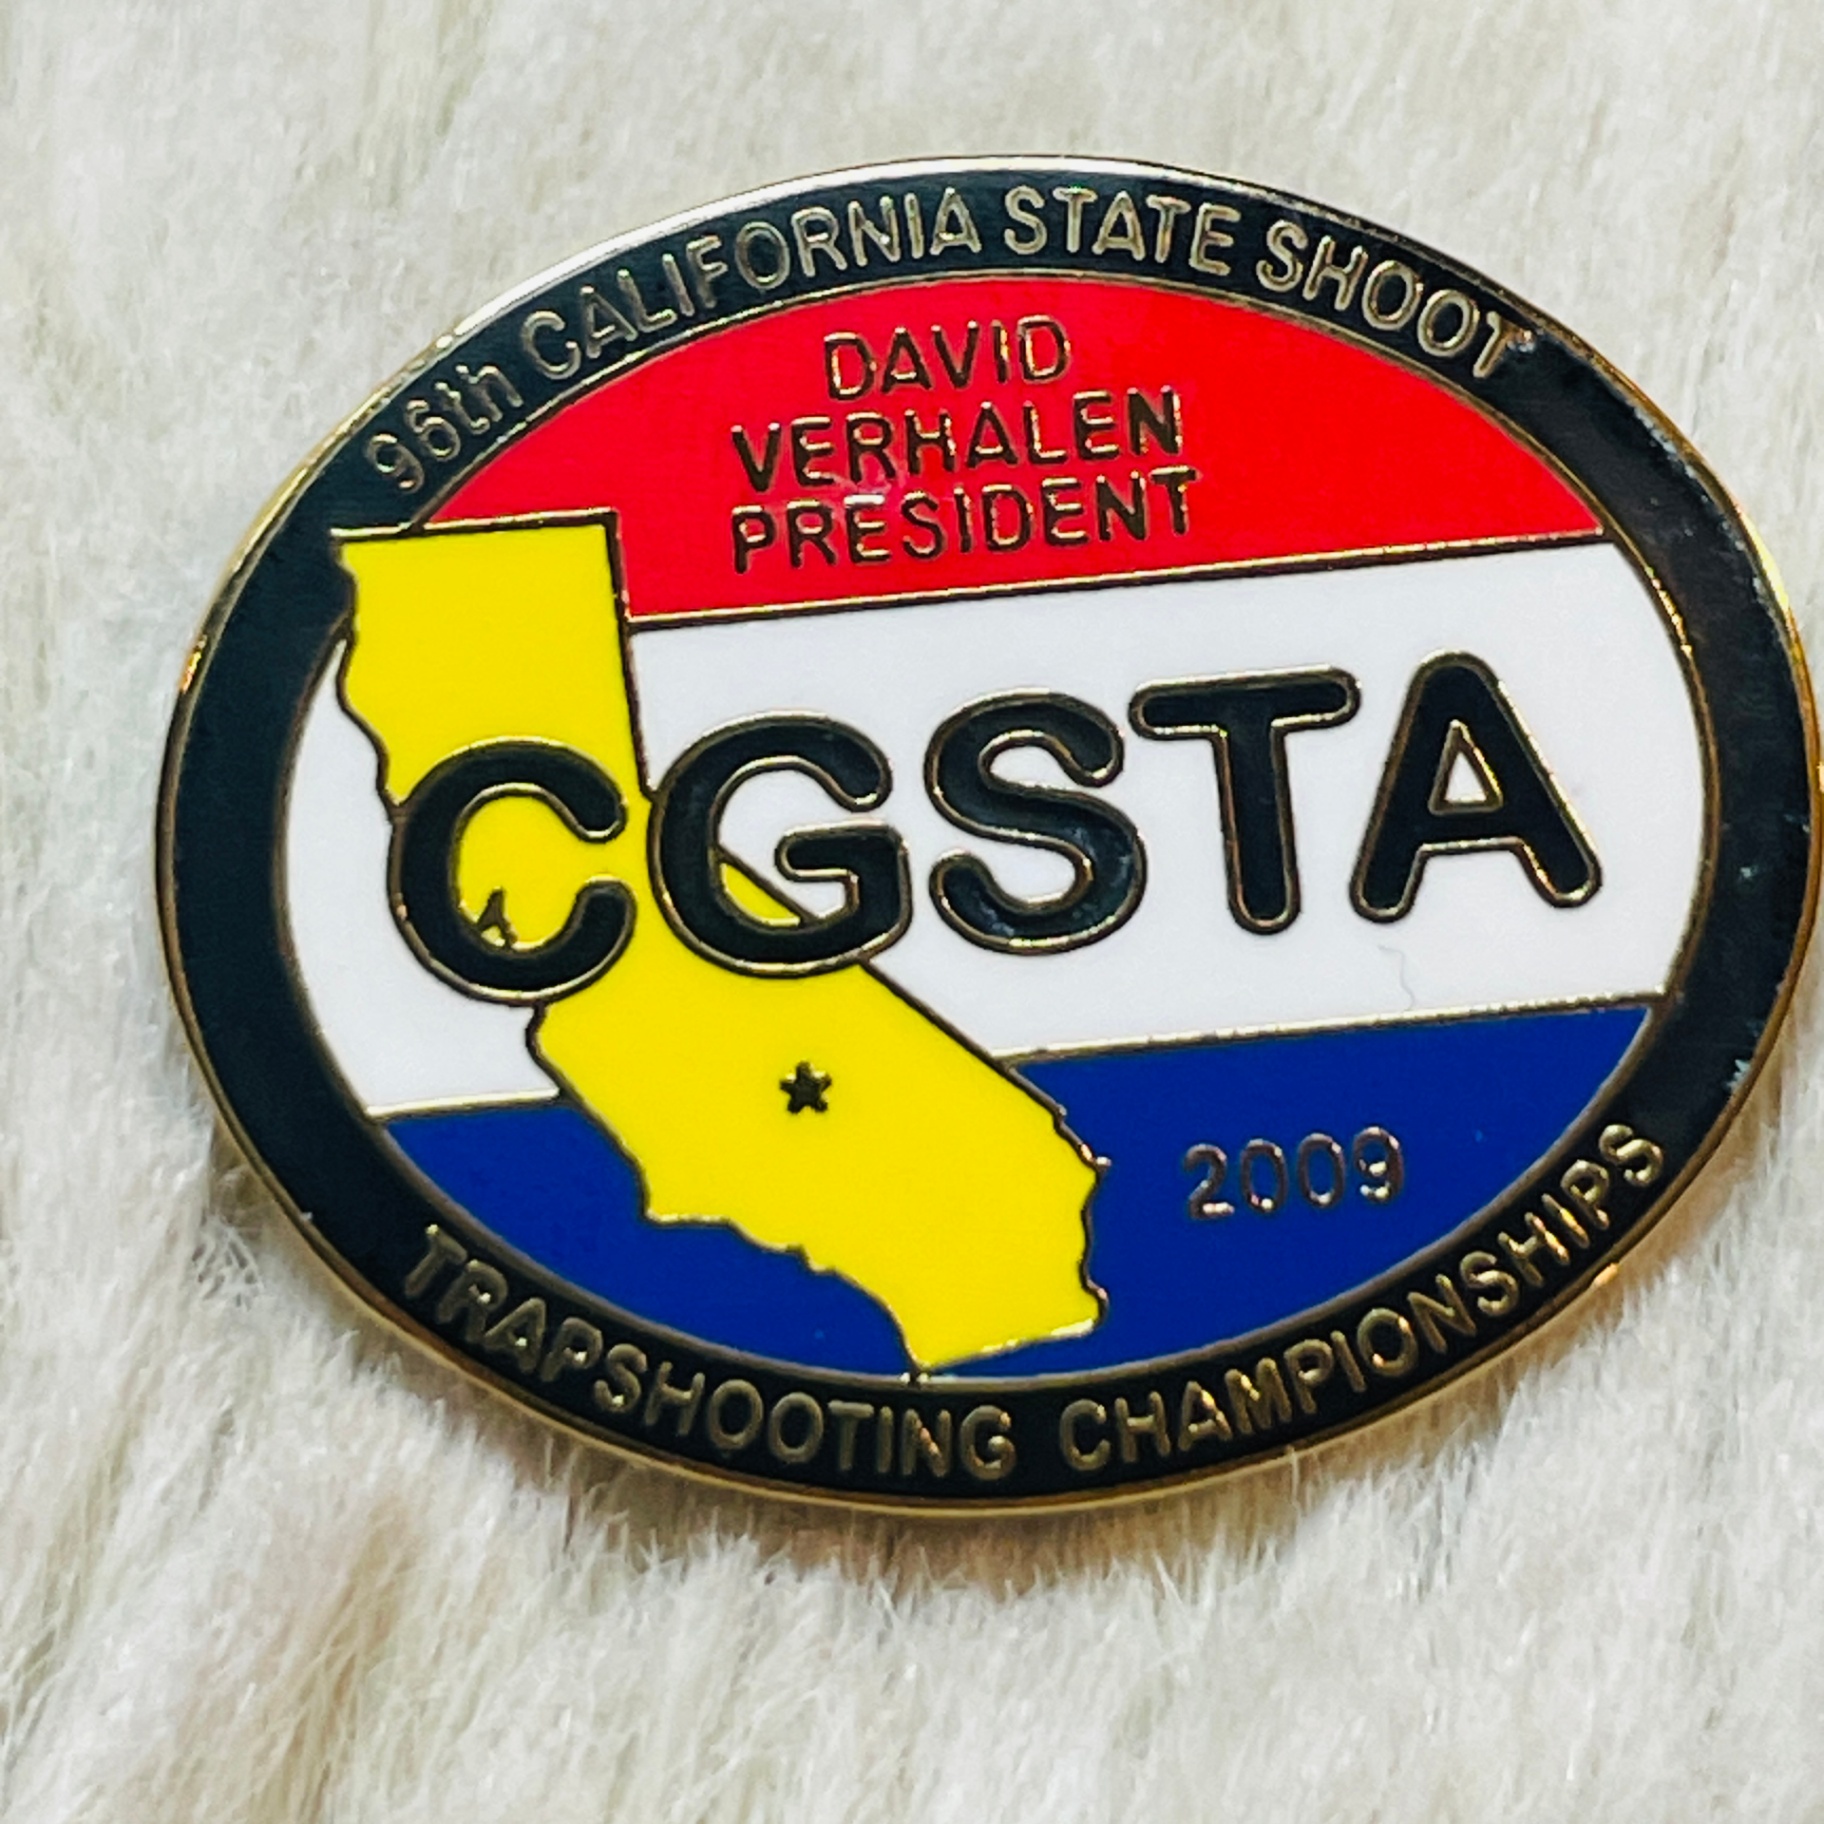 96th CALIFORNIA STATE SHOOT
DAVID
VERHALEN
PRESIDENT
CGSTA
2009
TRAPSHOOTING CHAMPIONSHIPS